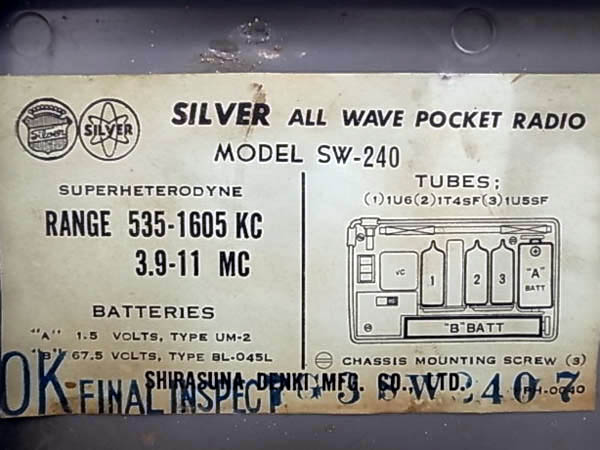 Silver
SILVER
SILVER ALL WAVE POCKET RADIO
MODEL SW-240
SUPERHETERODYNE
RANGE 535-1605 KC
3.9-11 MC
BATTERIES
"A" 1.5 VOLTS, TYPE UM-2
"B" 67.5 VOLTS, TYPE BL-045L
TUBES:
(1)1U6(2)1T4SF(3)1U5SF
VC
1
2
3
"A"
BATT
"B" BATT
CHASSIS MOUNTING SCREW (3)
SHIRASUNA DENKI MFG. CO. LTD.
OK-FINAL INSPECT